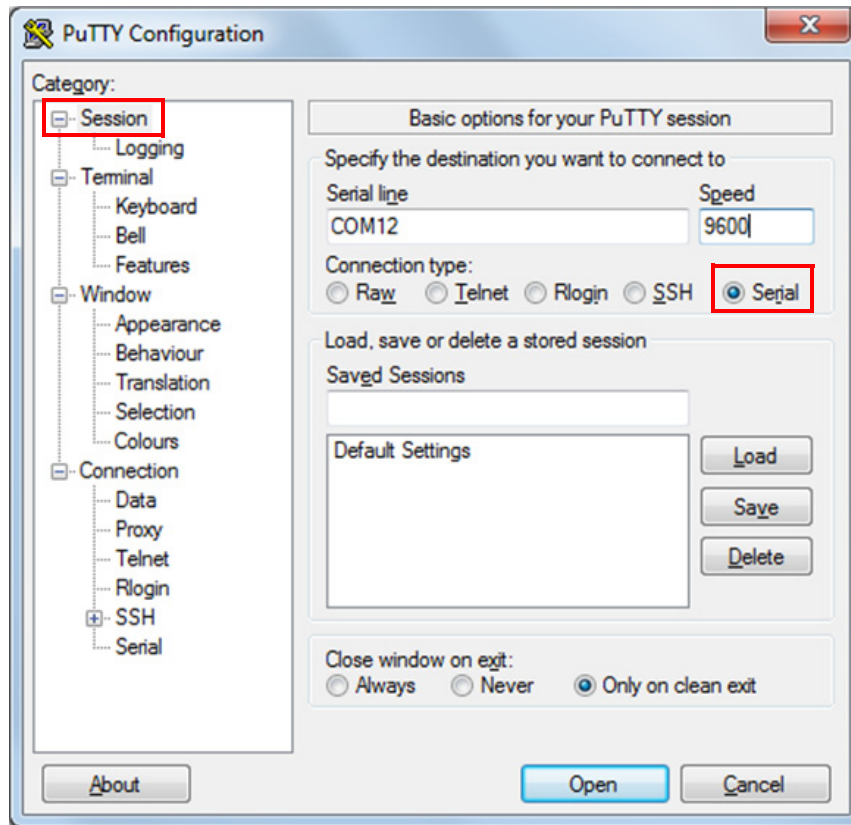 PuTTY Configuration
Category:
Session
Logging
Terminal
Keyboard
Bell
Features
Window
Appearance
Behaviour
Translation
Selection
Colours
Connection
Data
Proxy
Telnet
Rlogin
SSH
Serial
Basic options for your PuTTY session
Specify the destination you want to connect to
Serial line Speed
COM12 9600
Connection type:
Raw Telnet Rlogin SSH Serial
Load, save or delete a stored session
Saved Sessions
Default Settings
Load
Save
Delete
Close window on exit:
Always Never Only on clean exit
About Open Cancel